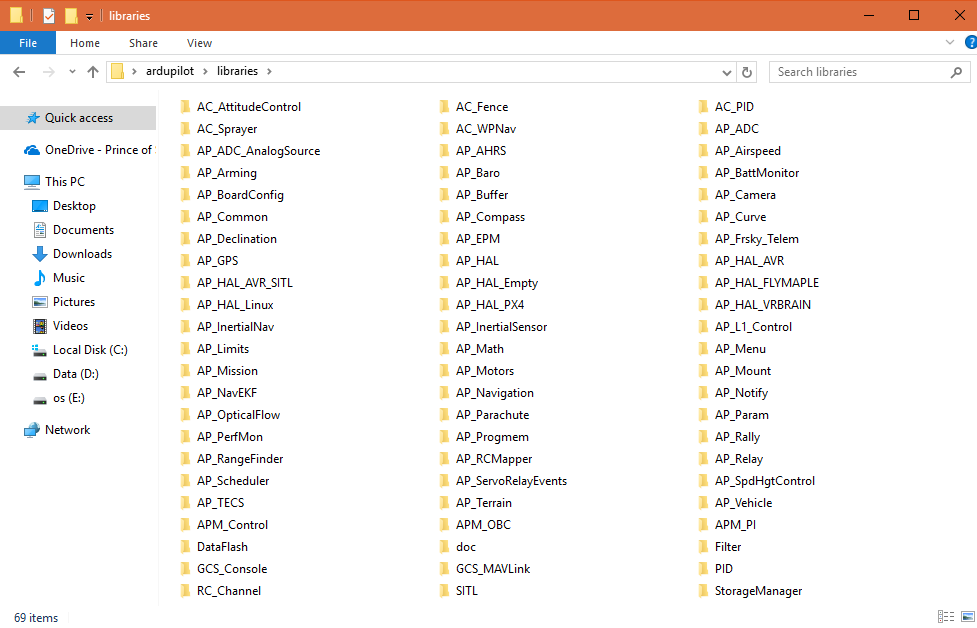 libraries
File Home Share View
?
ardupilot libraries
Search libraries
Quick access
OneDrive - Prince of
This PC
Desktop
Documents
Downloads
Music
Pictures
Videos
Local Disk (C:)
Data (D:)
os (E:)
Network
AC_AttitudeControl AC_Fence AC_PID
AC_Sprayer AC_WPNav AP_ADC
AP_ADC_AnalogSource AP_AHRS AP_Airspeed
AP_Arming AP_Baro AP_BattMonitor
AP_BoardConfig AP_Buffer AP_Camera
AP_Common AP_Compass AP_Curve
AP_Declination AP_EPM AP_Frsky_Telem
AP_GPS AP_HAL AP_HAL_AVR
AP_HAL_AVR_SITL AP_HAL_Empty AP_HAL_FLYMAPLE
AP_HAL_Linux AP_HAL_PX4 AP_HAL_VRBRAIN
AP_InertialNav AP_InertialSensor AP_L1_Control
AP_Limits AP_Math AP_Menu
AP_Mission AP_Motors AP_Mount
AP_NavEKF AP_Navigation AP_Notify
AP_OpticalFlow AP_Parachute AP_Param
AP_PerfMon AP_Progmem AP_Rally
AP_RangeFinder AP_RCMapper AP_Relay
AP_Scheduler AP_ServoRelayEvents AP_SpdHgtControl
AP_TECS AP_Terrain AP_Vehicle
APM_Control APM_OBC APM_PI
DataFlash doc Filter
GCS_Console GCS_MAVLink PID
RC_Channel SITL StorageManager
69 items